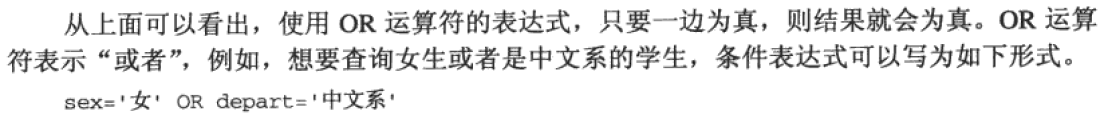 从上面可以看出，使用 OR 运算符的表达式，只要一边为真，则结果就会为真。OR 运算
符表示“或者”，例如，想要查询女生或者是中文系的学生，条件表达式可以写为如下形式。
sex='女' OR depart='中文系'